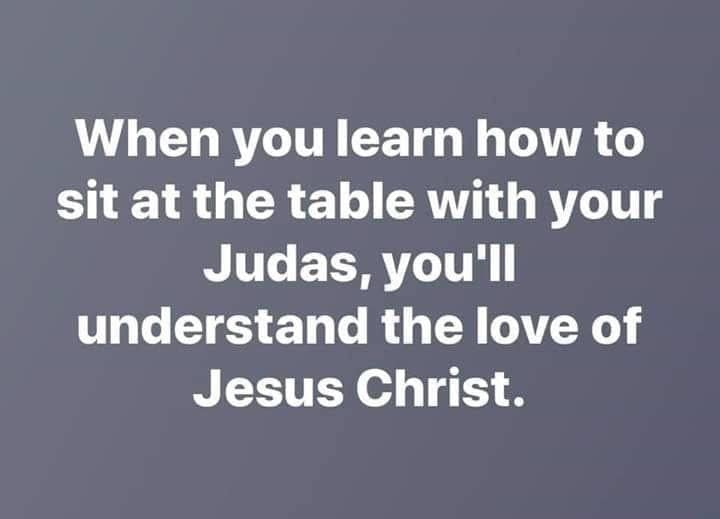 When you learn how to
sit at the table with your
Judas, you'll
understand the love of
Jesus Christ.